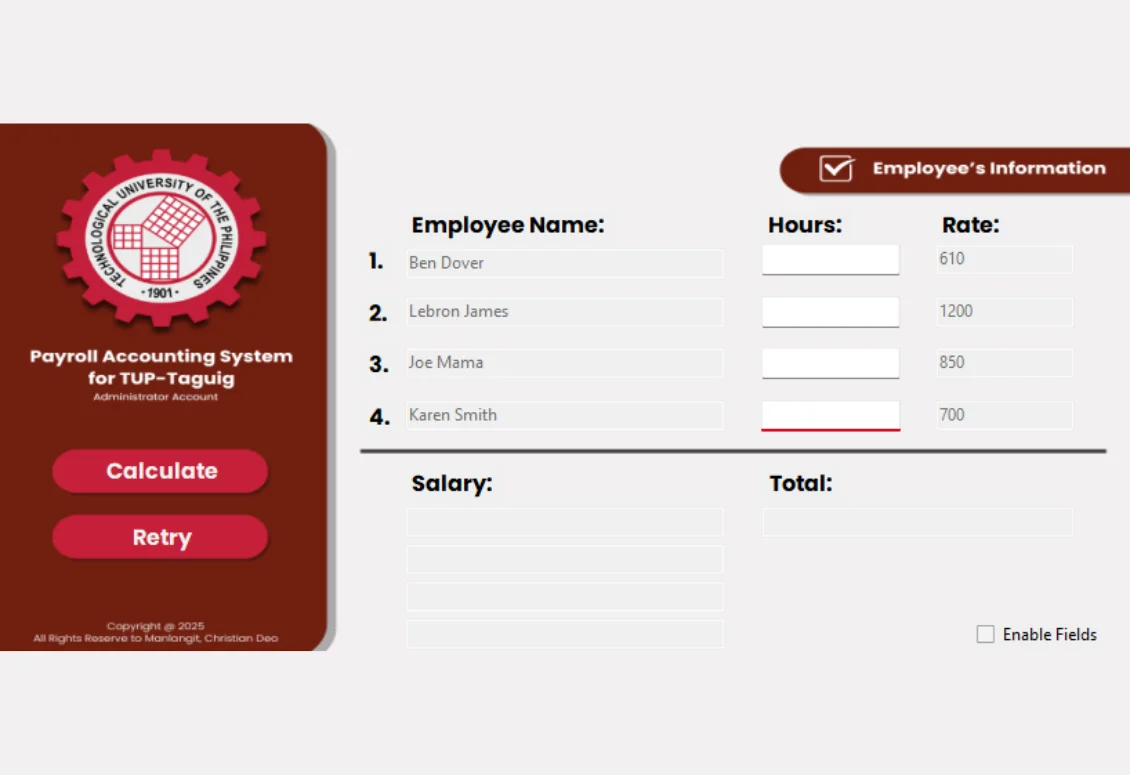 TECHNOLOGICAL UNIVERSITY OF THE PHILIPPINES
·1901·
Payroll Accounting System
for TUP-Taguig
Administrator Account
Calculate
Retry
Copyright @ 2025
All Rights Reserve to Manlangit, Christian Deo
Employee's Information
Employee Name: Hours: Rate:
1. Ben Dover 610
2. Lebron James 1200
3. Joe Mama 850
4. Karen Smith 700
Salary: Total:
Enable Fields